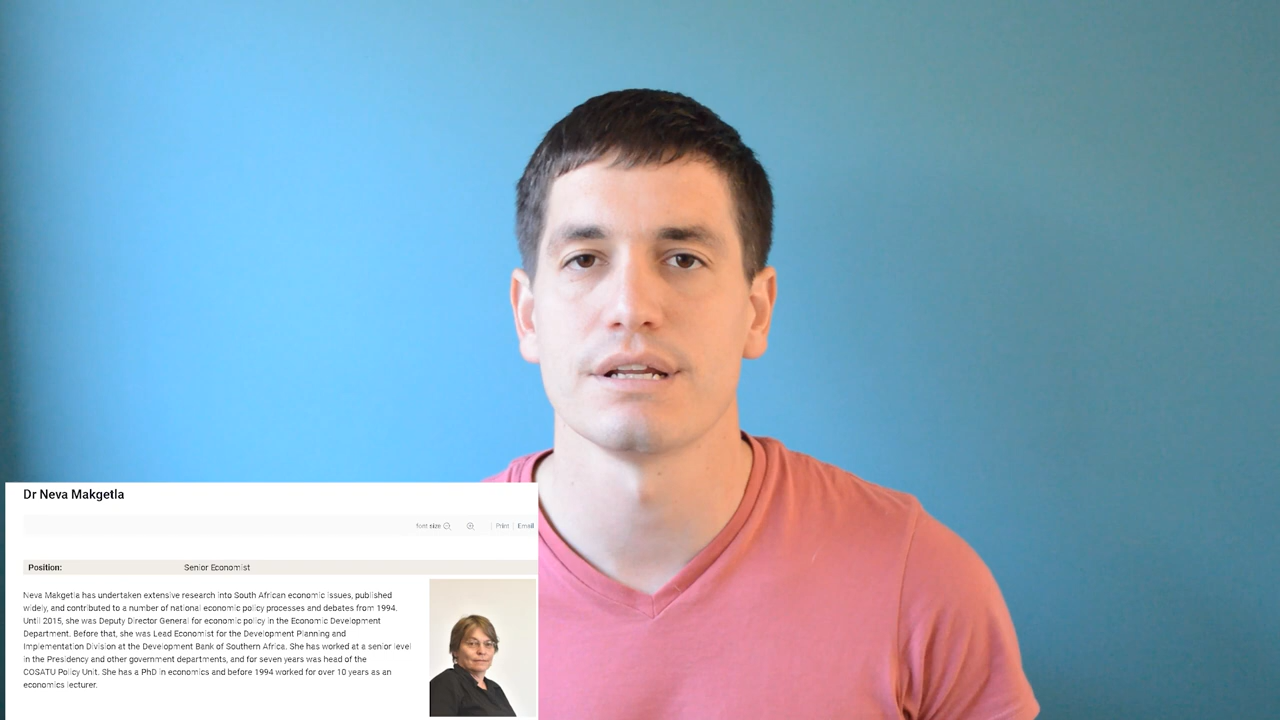 Dr Neva Makgetla
font size | Print | Email
Position: Senior Economist
Neva Makgetla has undertaken extensive research into South African economic issues, published
widely, and contributed to a number of national economic policy processes and debates from 1994.
Until 2015, she was Deputy Director General for economic policy in the Economic Development
Department. Before that, she was Lead Economist for the Development Planning and
Implementation Division at the Development Bank of Southern Africa. She has worked at a senior level
in the Presidency and other government departments, and for seven years was head of the
COSATU Policy Unit. She has a PhD in economics and before 1994 worked for over 10 years as an
economics lecturer.